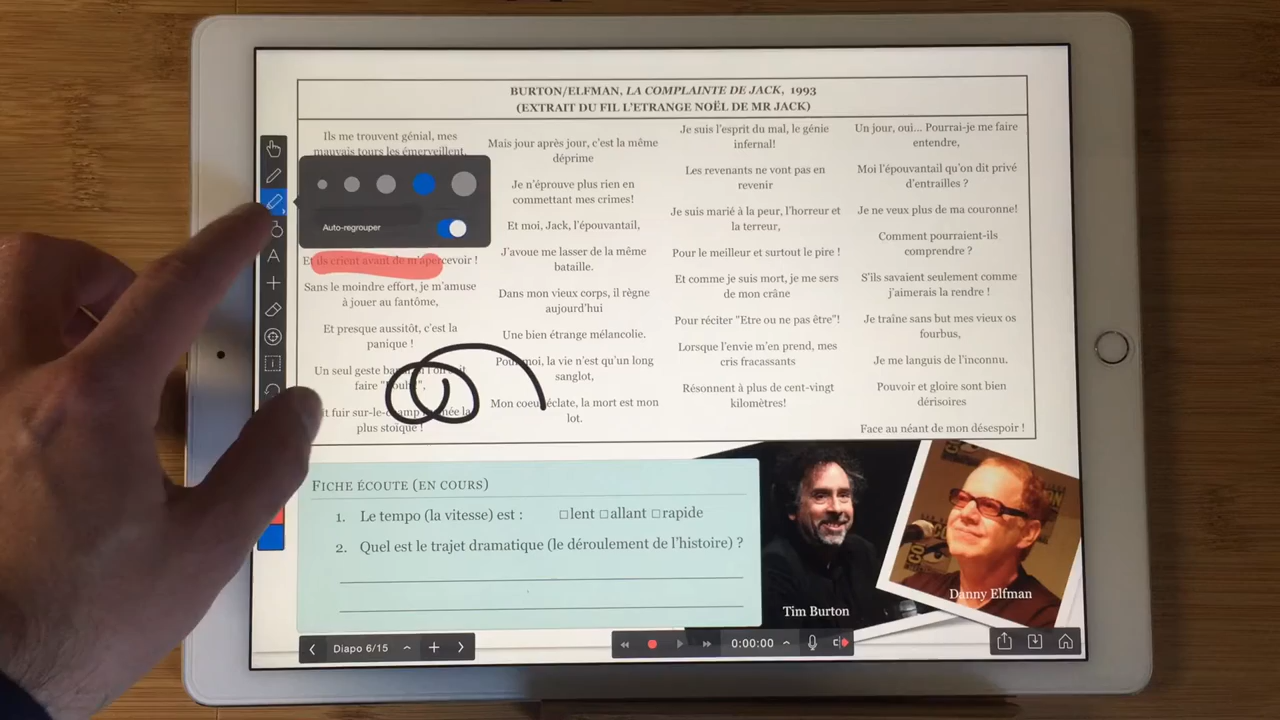 BURTON/ELFMAN, LA COMPLAINTE DE JACK, 1993
(EXTRAIT DU FIL L'ETRANGE NOËL DE MR JACK)
Ils me trouvent génial, mes
mauvais tours les émerveillent,
Auto-regrouper
Et ils crient avant de m'apercevoir !
Sans le moindre effort, je m'amuse
à jouer au fantôme,
Et presque aussitôt, c'est la
panique !
Un seul geste
faire
fuir sur-le-champ la
plus stoïque !
Mais jour après jour, c'est la même
déprime
Je n'éprouve plus rien en
commettant mes crimes!
Et moi, Jack, l'épouvantail,
J'avoue me lasser de la même
bataille.
Dans mon vieux corps, il règne
aujourd'hui
Une bien étrange mélancolie.
Pour moi, la vie n'est qu'un long
sanglot,
Mon coeur éclate, la mort est mon
lot.
Je suis l'esprit du mal, le génie
infernal!
Les revenants ne vont pas en
revenir
Je suis marié à la peur, l'horreur et
la terreur,
Pour le meilleur et surtout le pire !
Et comme je suis mort, je me sers
de mon crâne
Pour réciter "Etre ou ne pas être"!
Lorsque l'envie m'en prend, mes
cris fracassants
Résonnent à plus de cent-vingt
kilomètres!
Un jour, oui... Pourrai-je me faire
entendre,
Moi l'épouvantail qu'on dit privé
d'entrailles ?
Je ne veux plus de ma couronne!
Comment pourraient-ils
comprendre ?
S'ils savaient seulement comme
j'aimerais la rendre !
Je traîne sans but mes vieux os
fourbus,
Je me languis de l'inconnu.
Pouvoir et gloire sont bien
dérisoires
Face au néant de mon désespoir !
FICHE ÉCOUTE (EN COURS)
1. Le tempo (la vitesse) est : □lent □allant □rapide
2. Quel est le trajet dramatique (le déroulement de l'histoire) ?
Tim Burton
Danny Elfman
Diapo 6/15
0:00:00